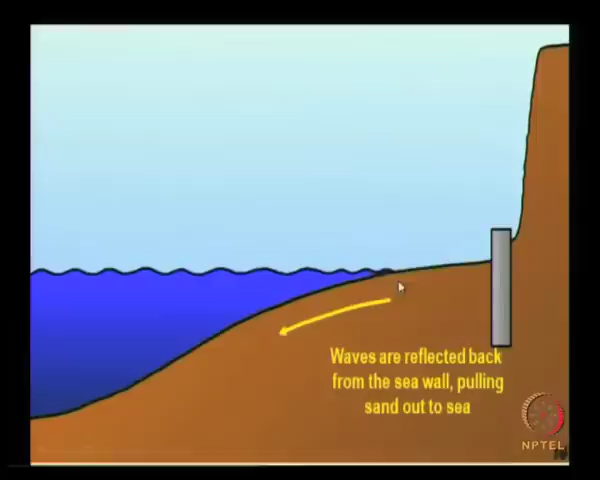 Waves are reflected back
from the sea wall, pulling
sand out to sea
NPTEL